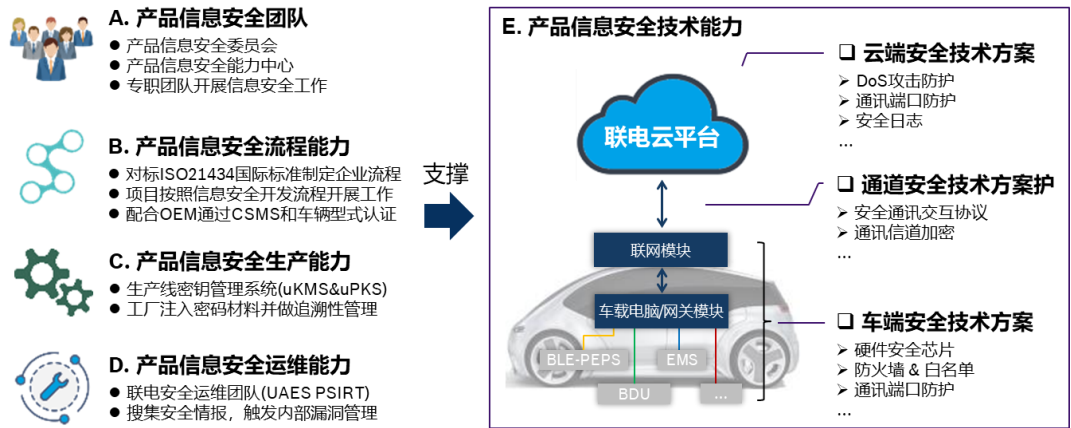 A. 产品信息安全团队
● 产品信息安全委员会
● 产品信息安全能力中心
● 专职团队开展信息安全工作
B. 产品信息安全流程能力
● 对标ISO21434国际标准制定企业流程
● 项目按照信息安全开发流程开展工作
● 配合OEM通过CSMS和车辆型式认证
C. 产品信息安全生产能力
● 生产线密钥管理系统(uKMS&uPKS)
● 工厂注入密码材料并做追溯性管理
D. 产品信息安全运维能力
● 联电安全运维团队(UAES PSIRT)
● 搜集安全情报，触发内部漏洞管理
支撑
E. 产品信息安全技术能力
联电云平台
联网模块
车载电脑/网关模块
BLE-PEPS
EMS
BDU
...
❑ 云端安全技术方案
➢ DoS攻击防护
➢ 通讯端口防护
➢ 安全日志
...
❑ 通道安全技术方案护
➢ 安全通讯交互协议
➢ 通讯信道加密
...
❑ 车端安全技术方案
➢ 硬件安全芯片
➢ 防火墙 & 白名单
➢ 通讯端口防护
...